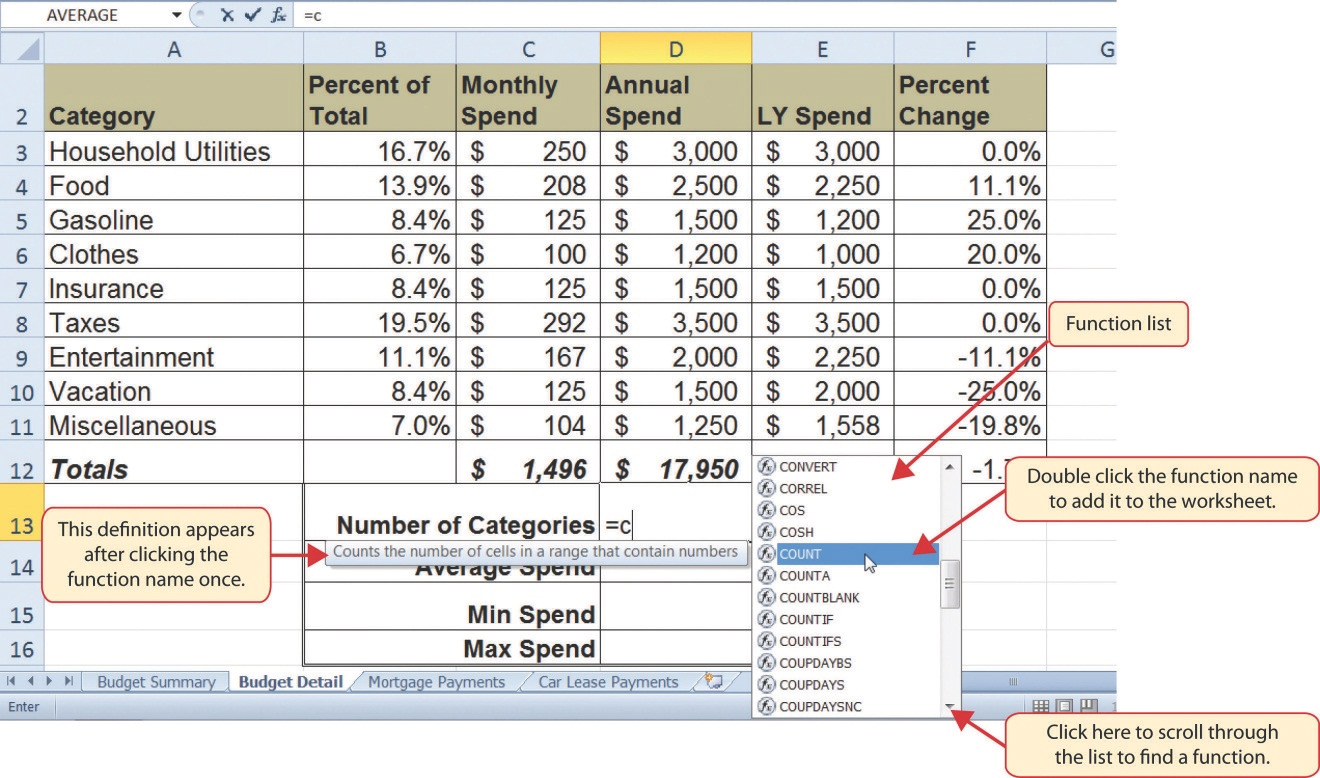 AVERAGE =c
A B C D E F G
2 Category Percent of Total Monthly Spend Annual Spend LY Spend Percent Change
3 Household Utilities 16.7% $ 250 $ 3,000 $ 3,000 0.0%
4 Food 13.9% $ 208 $ 2,500 $ 2,250 11.1%
5 Gasoline 8.4% $ 125 $ 1,500 $ 1,200 25.0%
6 Clothes 6.7% $ 100 $ 1,200 $ 1,000 20.0%
7 Insurance 8.4% $ 125 $ 1,500 $ 1,500 0.0%
8 Taxes 19.5% $ 292 $ 3,500 $ 3,500 0.0%
9 Entertainment 11.1% $ 167 $ 2,000 $ 2,250 -11.1%
10 Vacation 8.4% $ 125 $ 1,500 $ 2,000 -25.0%
11 Miscellaneous 7.0% $ 104 $ 1,250 $ 1,558 -19.8%
12 Totals $ 1,496 $ 17,950 -1.
13 Number of Categories =c
Counts the number of cells in a range that contain numbers
14 Average Spend
15 Min Spend
16 Max Spend
CONVERT
CORREL
COS
COSH
COUNT
COUNTA
COUNTBLANK
COUNTIF
COUNTIFS
COUPDAYBS
COUPDAYS
COUPDAYSNC
Budget Summary Budget Detail Mortgage Payments Car Lease Payments
Enter
Function list
Double click the function name
to add it to the worksheet.
This definition appears
after clicking the
function name once.
Click here to scroll through
the list to find a function.